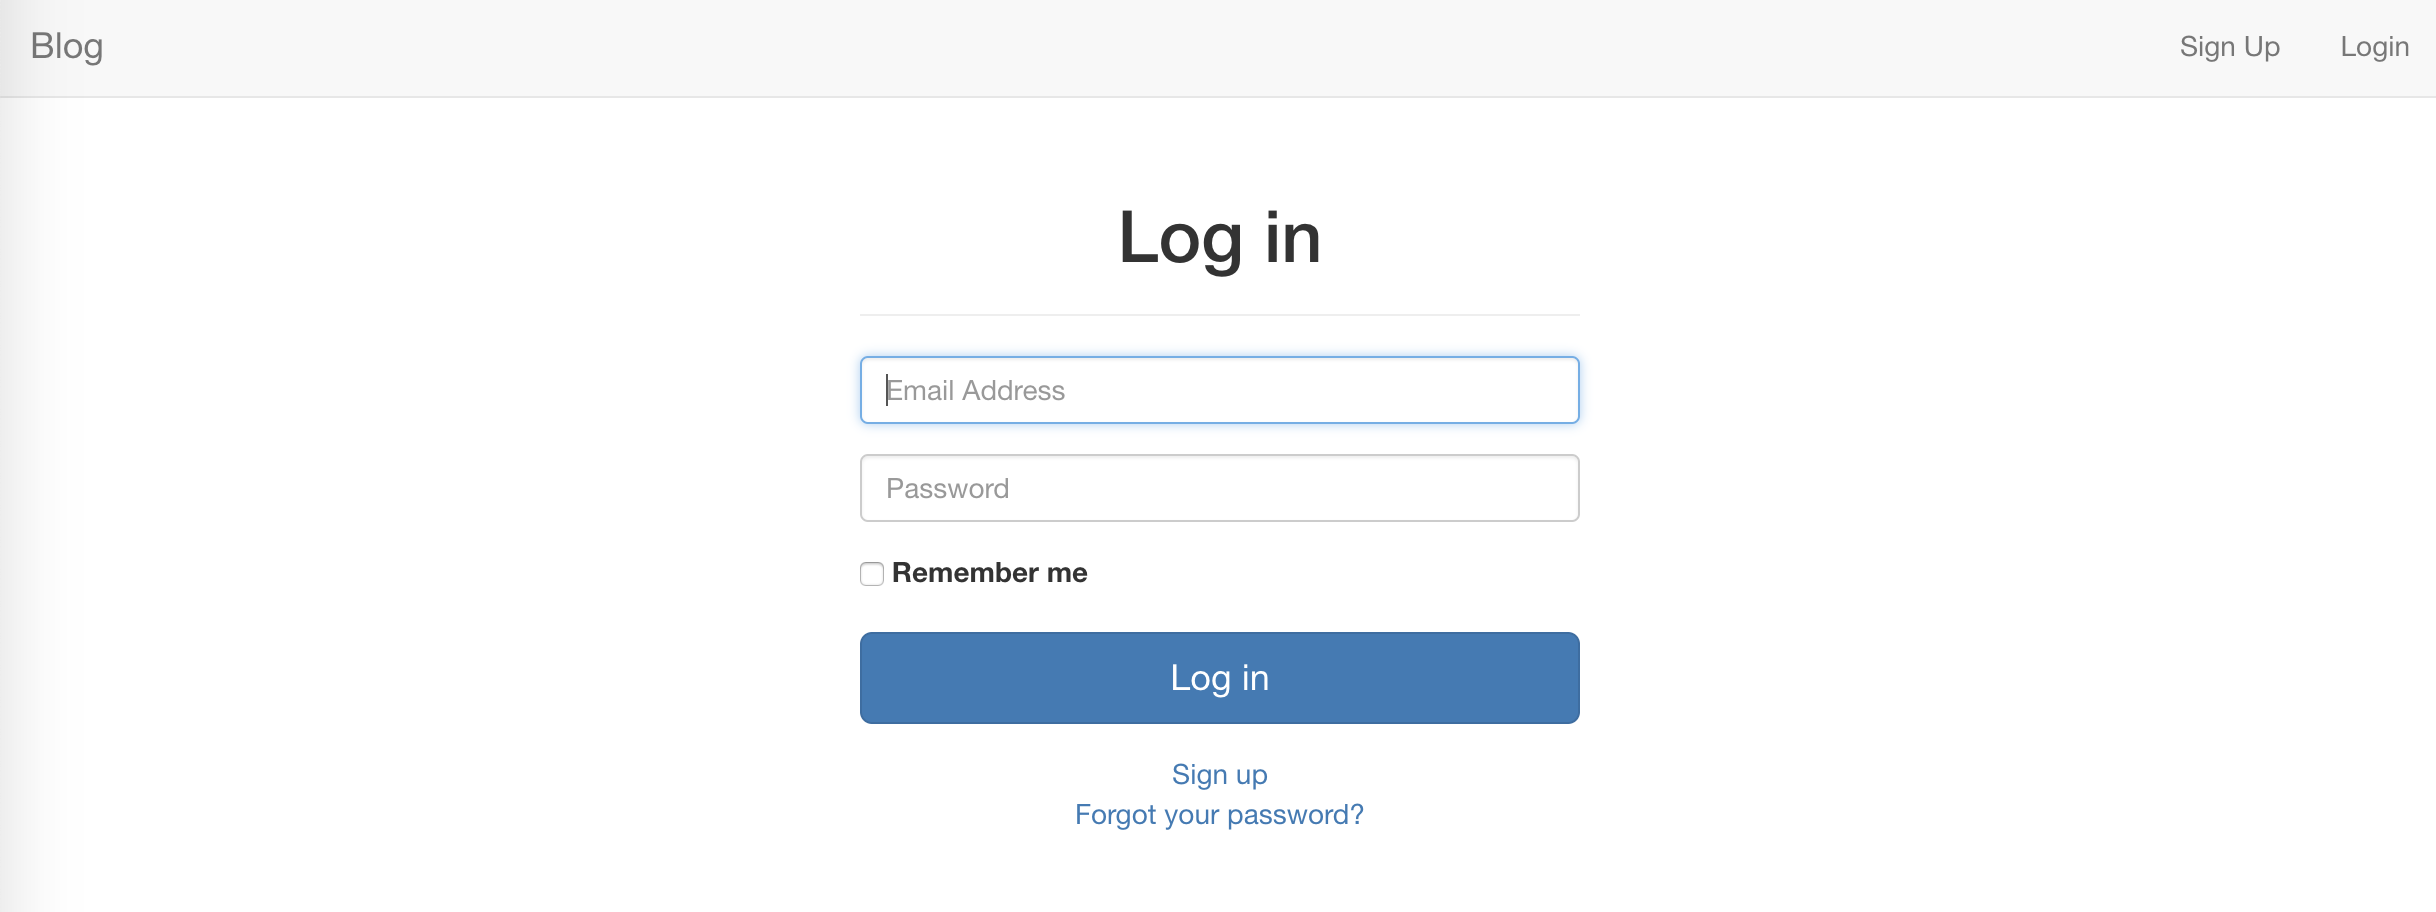 Blog
Sign Up
Login
Log in
Email Address
Password
Remember me
Log in
Sign up
Forgot your password?